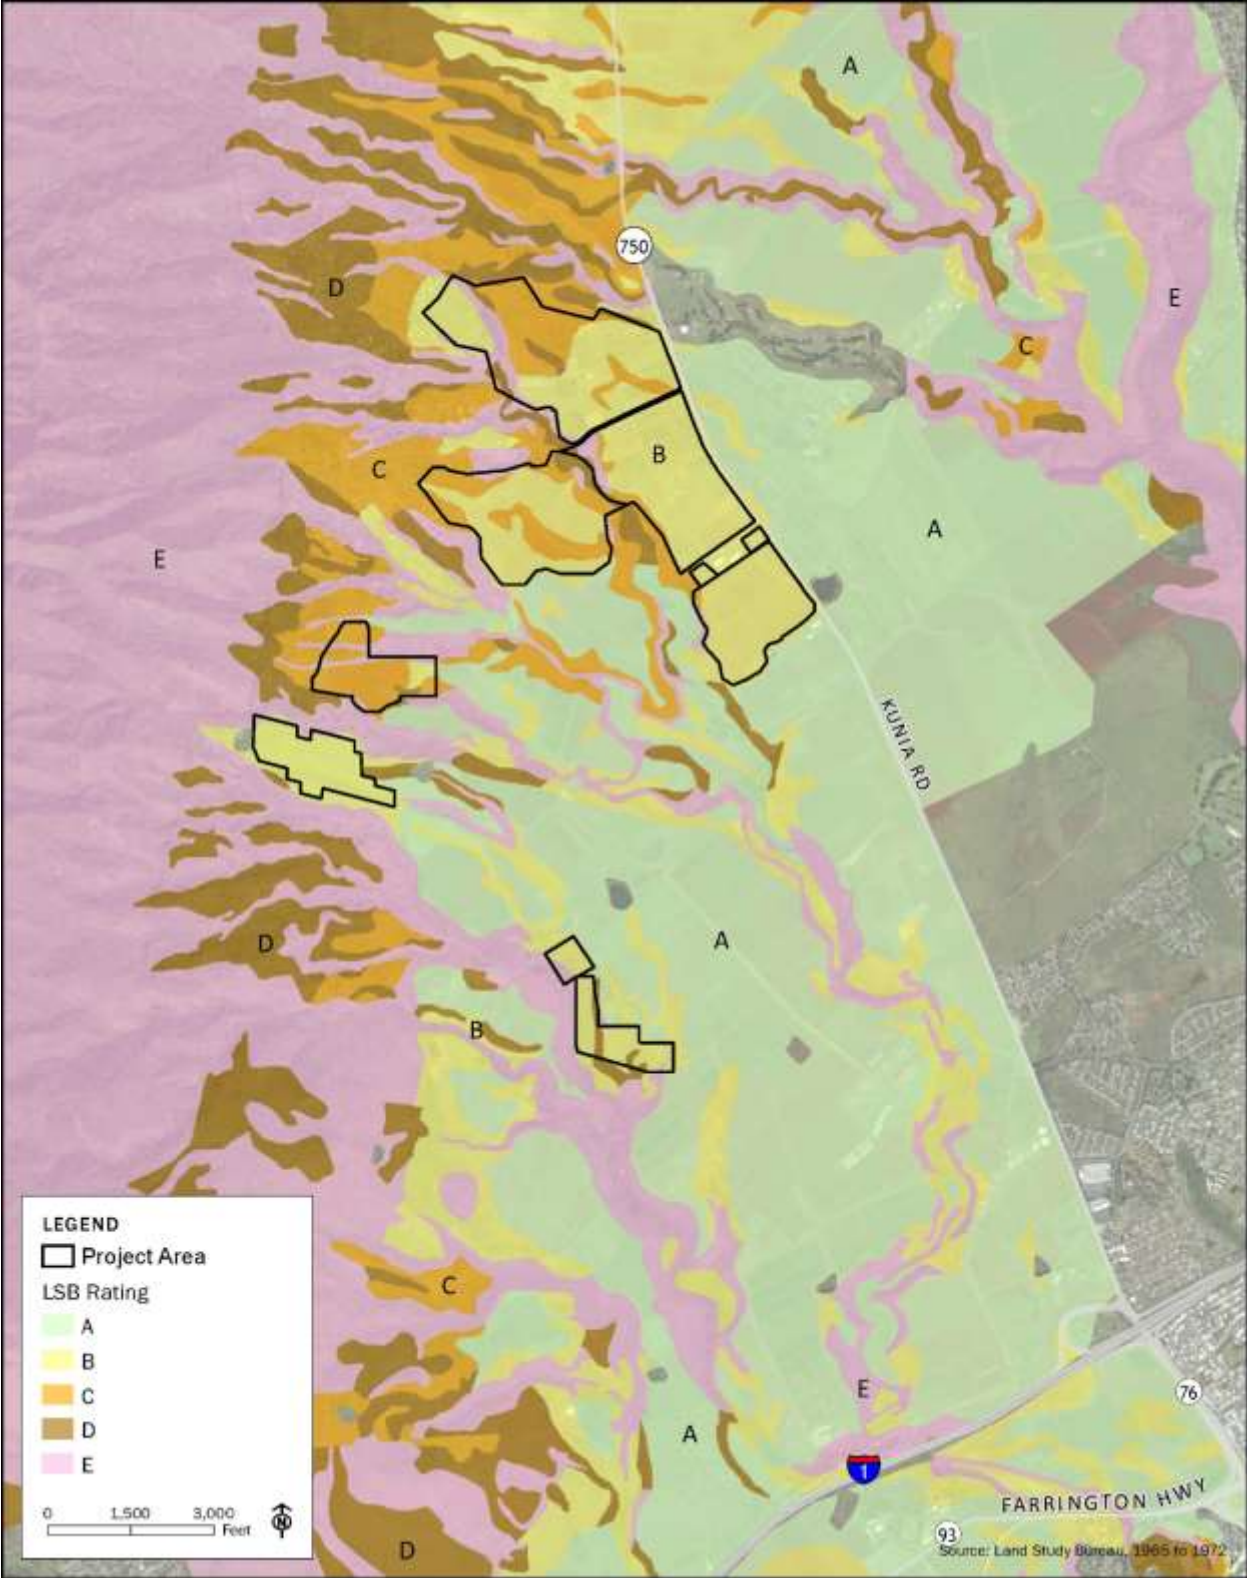 A
750
D
E
C
B
C
A
E
KUNIA RD
D
A
B
LEGEND
Project Area
LSB Rating
A
B
C
D
E
0 1,500 3,000
Feet
N
C
E
76
A
1
FARRINGTON HWY
93
Source: Land Study Bureau, 1965 to 1972
D